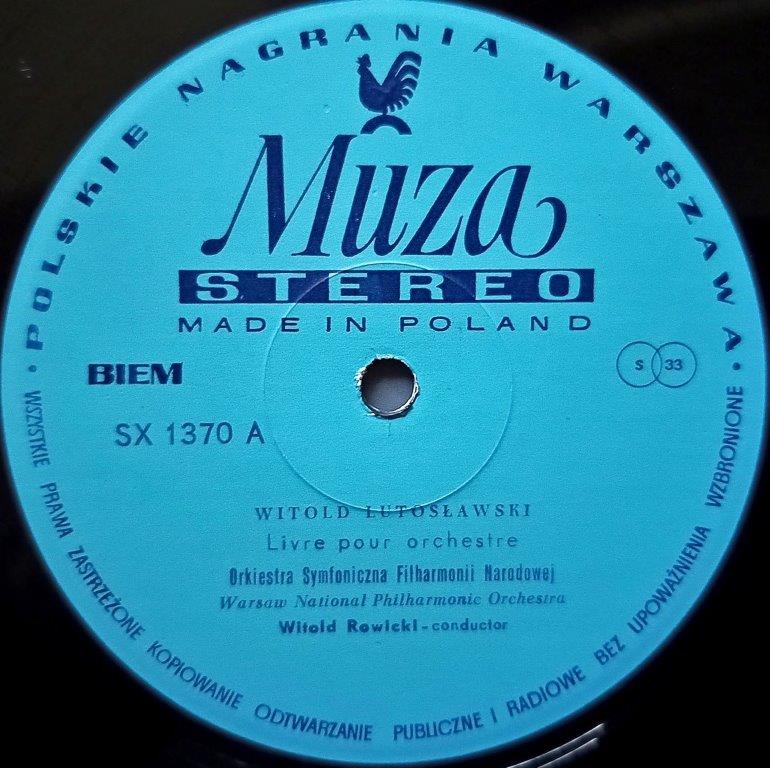 • POLSKIE NAGRANIA WARSZAWA •
Muza
STEREO
MADE IN POLAND
BIEM
S 33
SX 1370 A
WITOLD LUTOSŁAWSKI
Livre pour orchestre
Orkiestra Symfoniczna Filharmonii Narodowej
Warsaw National Philharmonic Orchestra
Witold Rowicki - conductor
WSZYSTKIE PRAWA ZASTRZEŻONE KOPIOWANIE ODTWARZANIE PUBLICZNE I RADIOWE BEZ UPOWAŻNIENIA WZBRONIONE